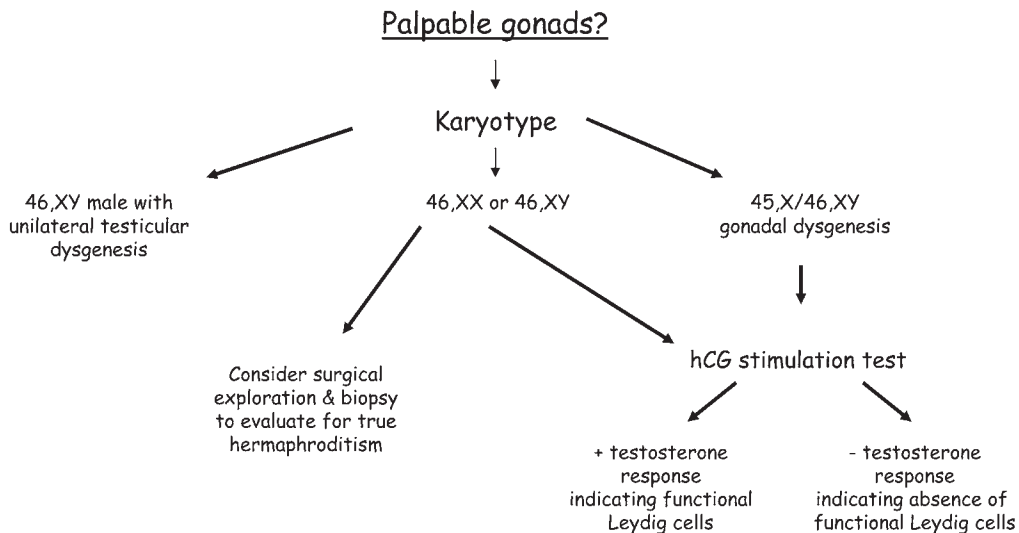 Palpable gonads?
Karyotype
46,XY male with
unilateral testicular
dysgenesis
46,XX or 46,XY
45,X/46,XY
gonadal dysgenesis
hCG stimulation test
Consider surgical
exploration & biopsy
to evaluate for true
hermaphroditism
+ testosterone
response
indicating functional
Leydig cells
- testosterone
response
indicating absence of
functional Leydig cells